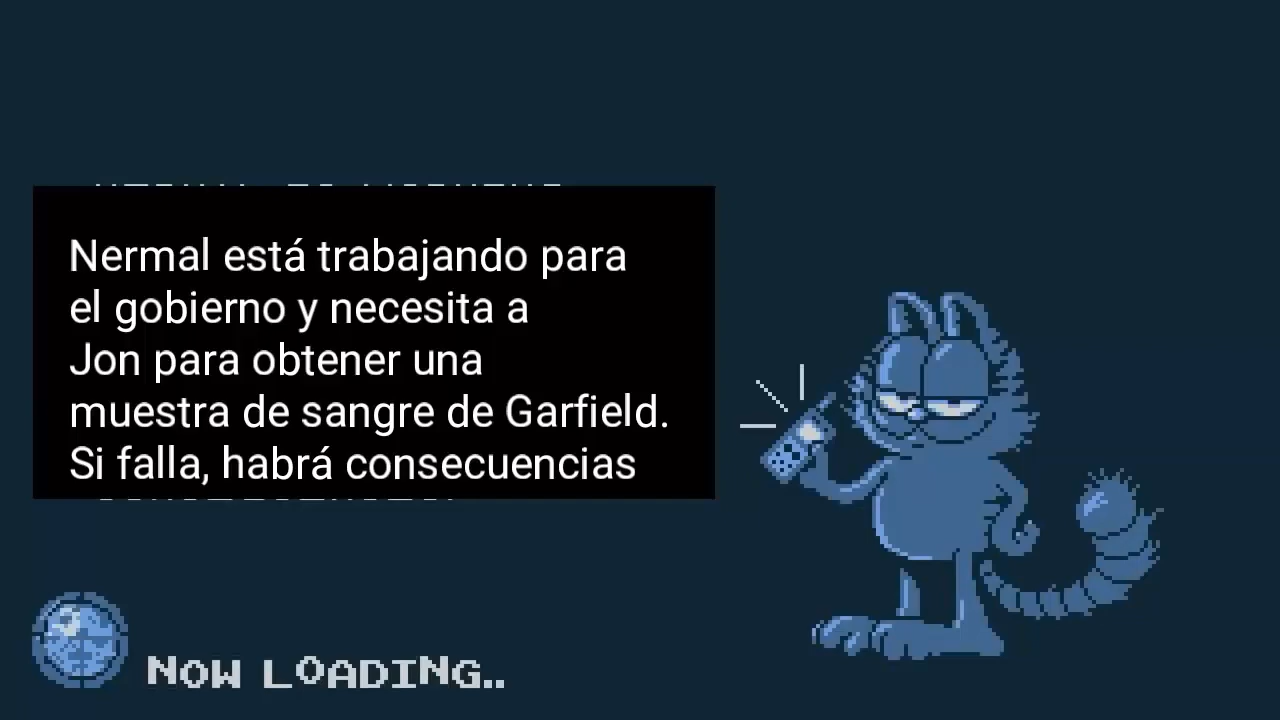 Nermal está trabajando para
el gobierno y necesita a
Jon para obtener una
muestra de sangre de Garfield.
Si falla, habrá consecuencias
NOW LOADING..